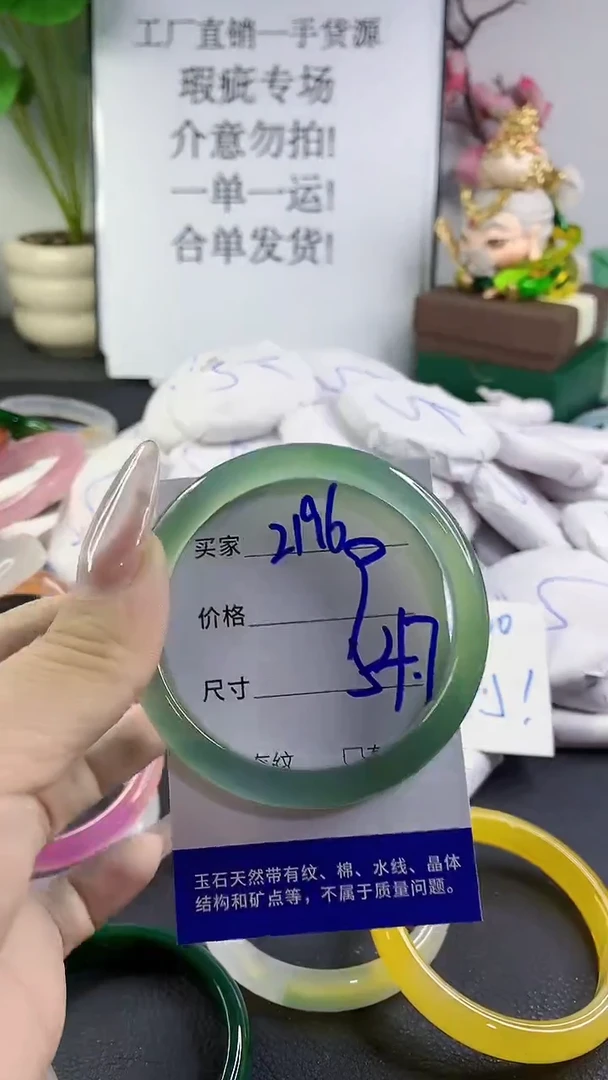 工厂直销一手货源
瑕疵专场
介意勿拍!
一单一运!
合单发货!
买家 2196
价格
尺寸 54.7
玉石天然带有纹、棉、水线、晶体
结构和矿点等，不属于质量问题。